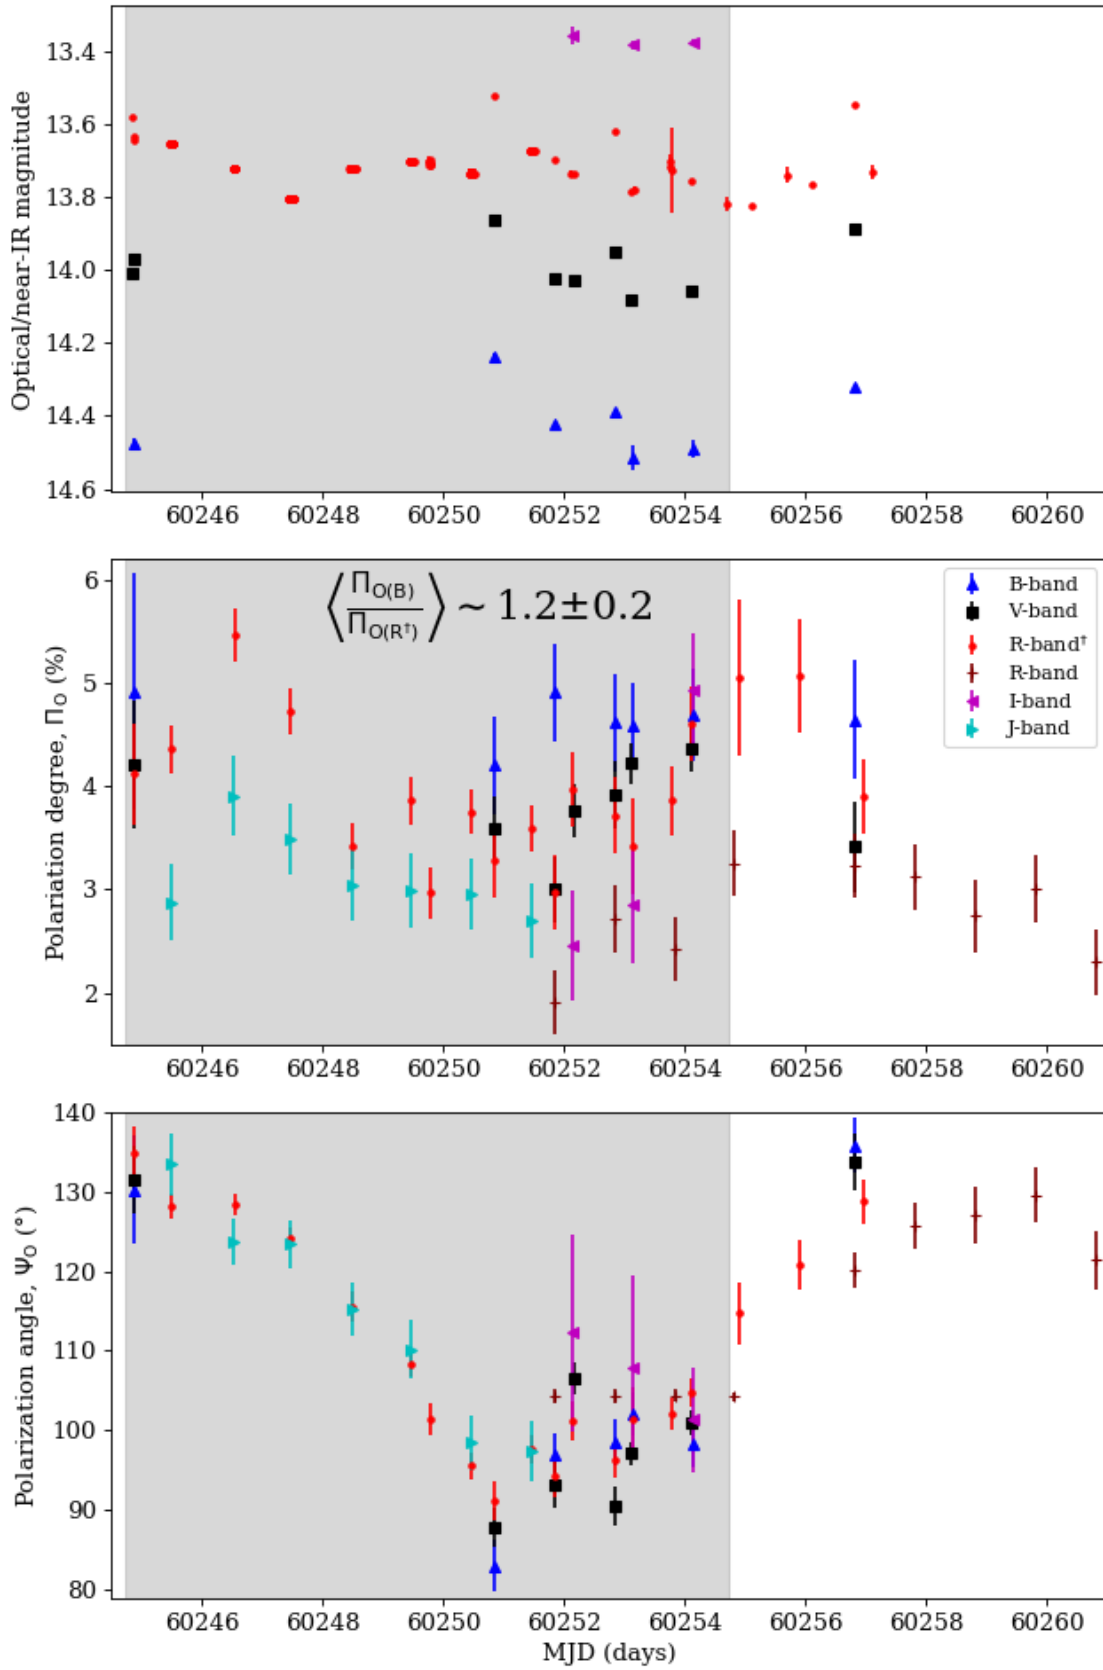 Optical/near-IR magnitude
13.4
13.6
13.8
14.0
14.2
14.4
14.6
60246 60248 60250 60252 60254 60256 60258 60260
Polariation degree, Π_O (%)
6
5
4
3
2
⟨Π_O(B) / Π_O(R†)⟩ ~ 1.2±0.2
B-band
V-band
R-band†
R-band
I-band
J-band
60246 60248 60250 60252 60254 60256 60258 60260
Polarization angle, Ψ_O (°)
140
130
120
110
100
90
80
60246 60248 60250 60252 60254 60256 60258 60260
MJD (days)